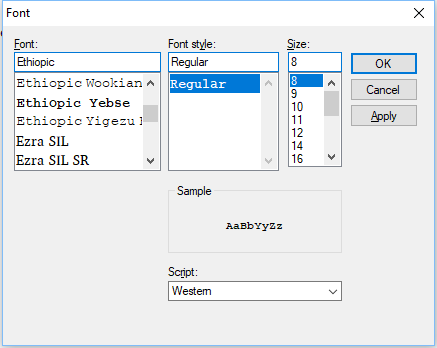 Font
Font: Font style: Size:
Ethiopic Regular 8
OK
Cancel
Apply
Ethiopic Wookian
Ethiopic Yebse
Ethiopic Yigezu
Ezra SIL
Ezra SIL SR
Regular
8
9
10
11
12
14
16
Sample
AaBbYyZz
Script:
Western